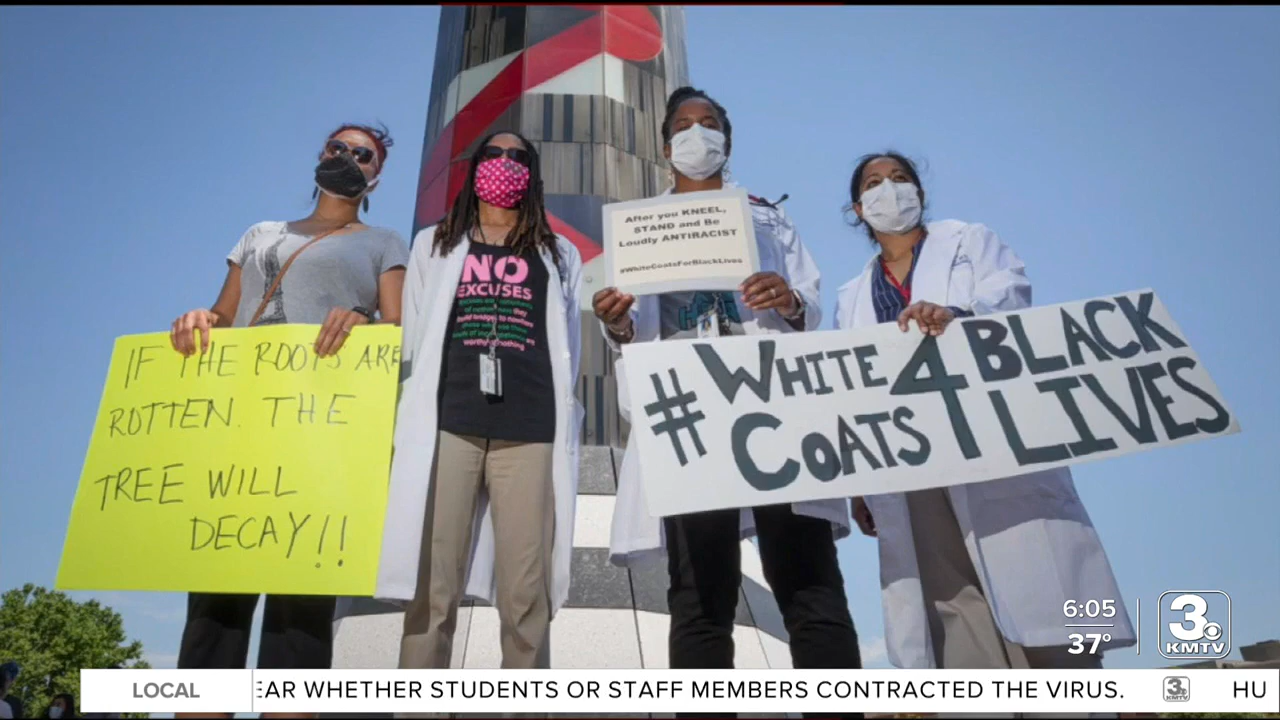 IF THE ROOTS ARE
ROTTEN. THE
TREE WILL
DECAY!!
NO
EXCUSES
After you KNEEL,
STAND and Be
Loudly ANTIRACIST
#WhiteCoatsForBlackLives
#WHITE 4 BLACK
COATS LIVES
6:05
37°
3
KMTV
LOCAL
EAR WHETHER STUDENTS OR STAFF MEMBERS CONTRACTED THE VIRUS.
3
KMTV
HU